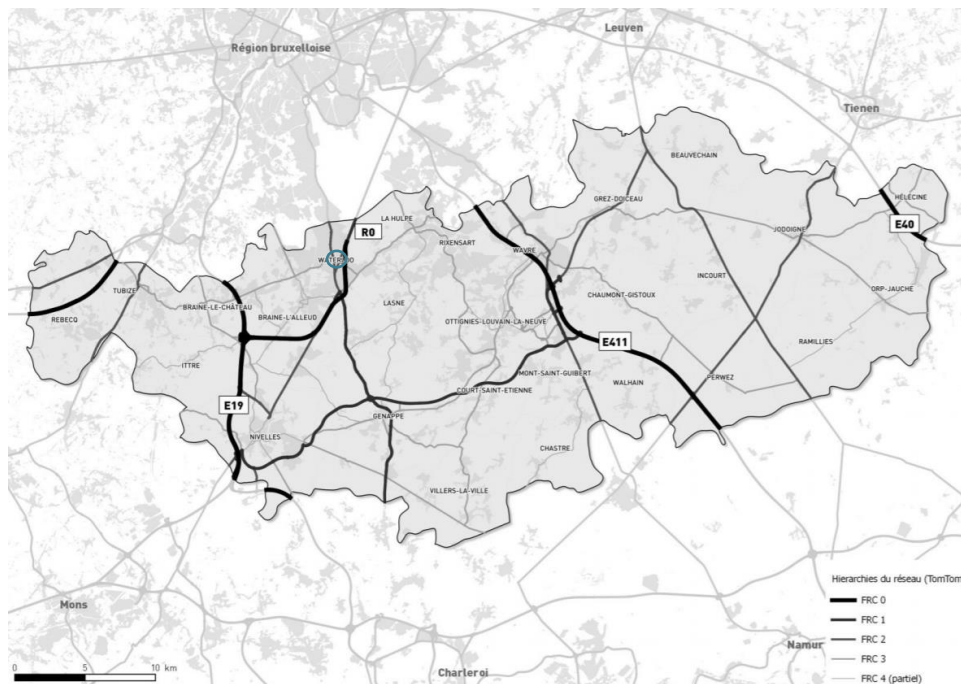 Région bruxelloise
Leuven
Tienen
BEAUVECHAIN
HÉLÉCINE
GREZ-DOICEAU
LA HULPE
E40
R0
JODOIGNE
RIXENSART
WAVRE
WATERLOO
INCOURT
TUBIZE
ORP-JAUCHE
CHAUMONT-GISTOUX
LASNE
BRAINE-LE-CHÂTEAU
BRAINE-L'ALLEUD
REBECQ
OTTIGNIES-LOUVAIN-LA-NEUVE
E411
RAMILLIES
ITTRE
MONT-SAINT-GUIBERT
PERWEZ
WALHAIN
COURT-SAINT-ÉTIENNE
E19
GENAPPE
NIVELLES
CHASTRE
VILLERS-LA-VILLE
Hierarchies du réseau (TomTom
FRC 0
Mons
FRC 1
FRC 2
Namur
FRC 3
0 5 10 km
Charleroi
FRC 4 (partiel)